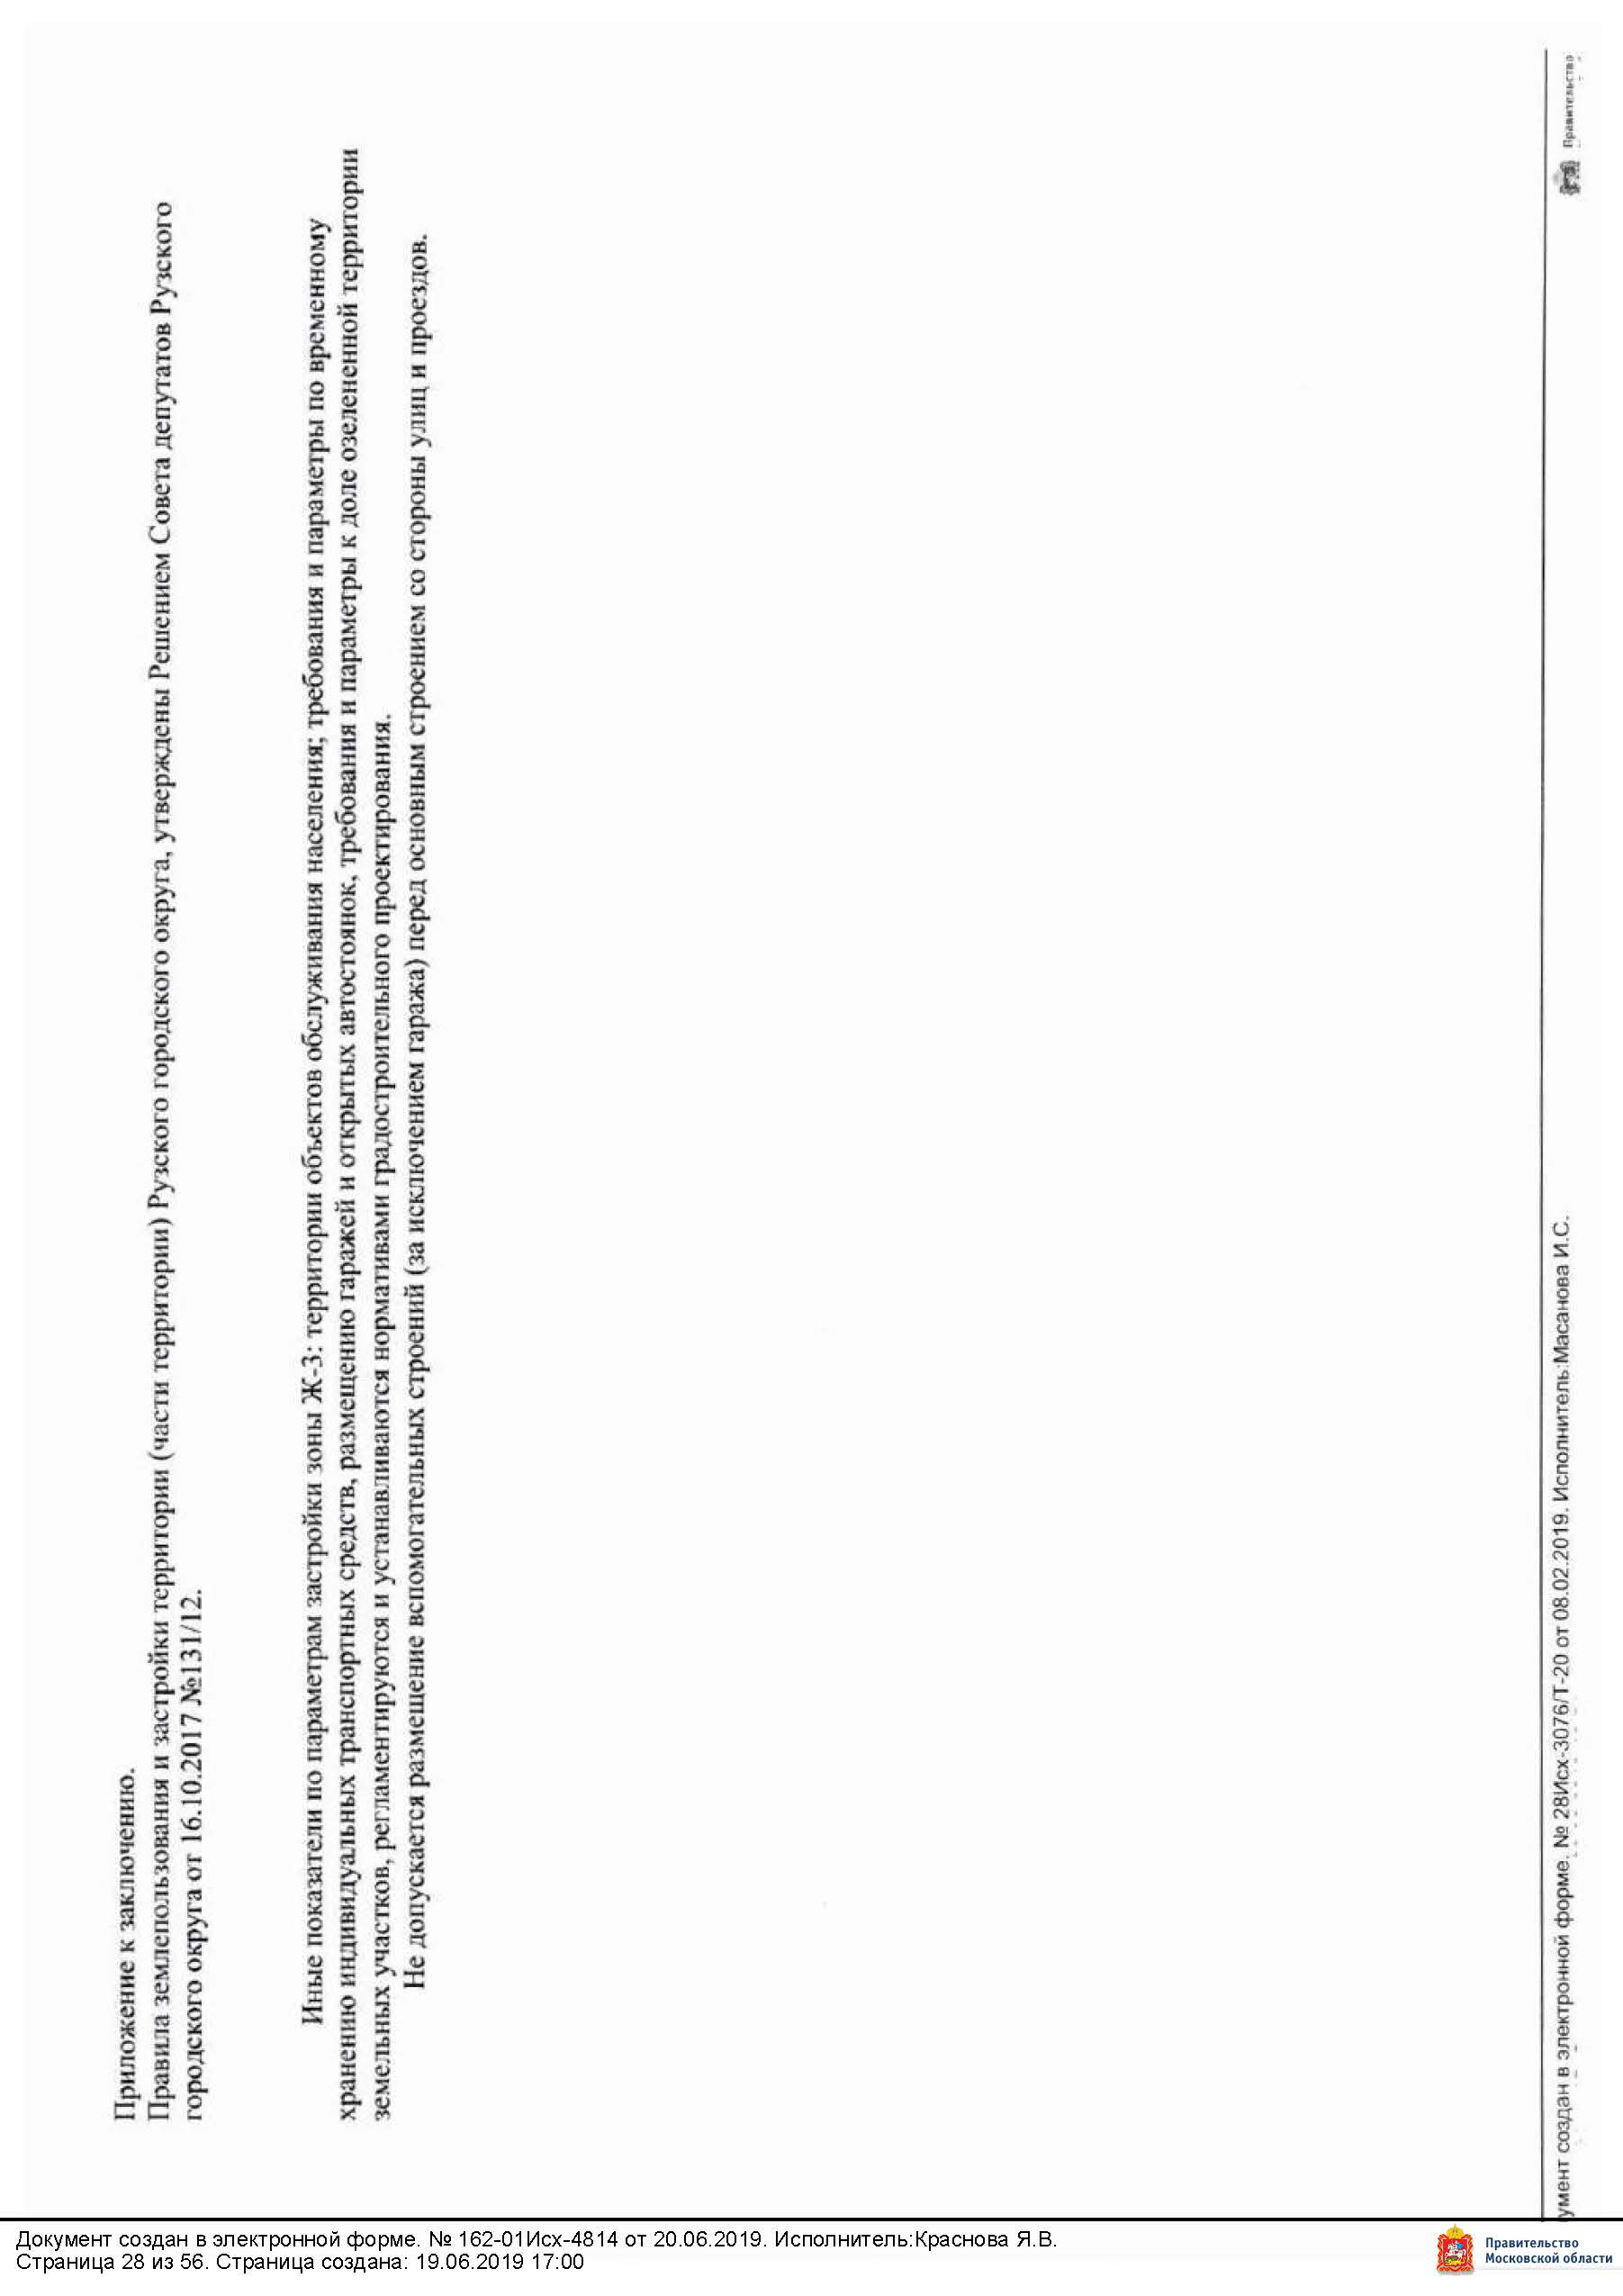 Приложение к заключению.
Правила землепользования и застройки территории (части территории) Рузского городского округа, утверждены Решением Совета депутатов Рузского
городского округа от 16.10.2017 №131/12.
Иные показатели по параметрам застройки зоны Ж-3: территории объектов обслуживания населения; требования и параметры по временному
хранению индивидуальных транспортных средств, размещению гаражей и открытых автостоянок, требования и параметры к доле озелененной территории
земельных участков, регламентируются и устанавливаются нормативами градостроительного проектирования.
Не допускается размещение вспомогательных строений (за исключением гаража) перед основным строением со стороны улиц и проездов.
умент создан в электронной форме. № 28Исх-3076/Т-20 от 08.02.2019. Исполнитель:Масанова И.С.
Правительство
Документ создан в электронной форме. № 162-01Исх-4814 от 20.06.2019. Исполнитель:Краснова Я.В.
Страница 28 из 56. Страница создана: 19.06.2019 17:00
Правительство
Московской области